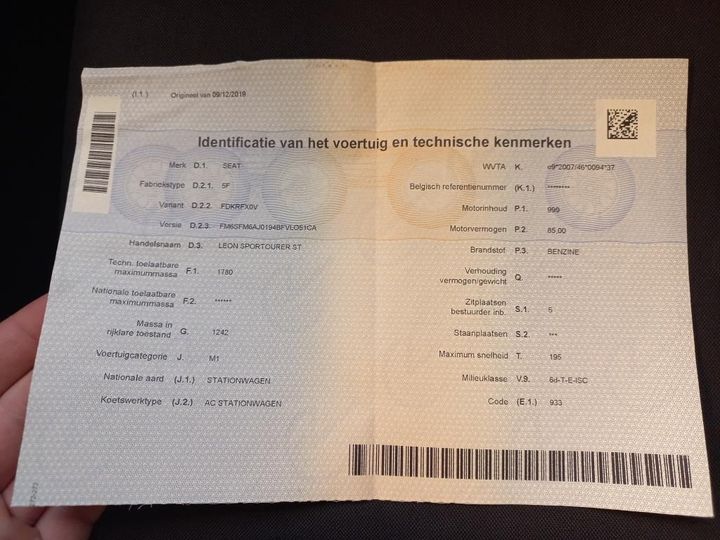 (I.1.) Origineel van 09/12/2019
Identificatie van het voertuig en technische kenmerken
Merk D.1. SEAT
Fabriekstype D.2.1. 5F
Variant D.2.2. FDKRFX0V
Versie D.2.3. FM6SFM6AJ0194BFVLO51CA
Handelsnaam D.3. LEON SPORTOURER ST
Techn. toelaatbare
maximummassa F.1. 1780
Nationale toelaatbare
maximummassa F.2. ******
Massa in
rijklare toestand G. 1242
Voertuigcategorie J. M1
Nationale aard (J.1.) STATIONWAGEN
Koetswerktype (J.2.) AC STATIONWAGEN
WVTA K. e9*2007/46*0094*37
Belgisch referentienummer (K.1.) ********
Motorinhoud P.1. 999
Motorvermogen P.2. 85,00
Brandstof P.3. BENZINE
Verhouding
vermogen/gewicht Q. *****
Zitplaatsen
bestuurder inb. S.1. 5
Staanplaatsen S.2. ***
Maximum snelheid T. 195
Milieuklasse V.9. 6d-T-E-ISC
Code (E.1.) 933